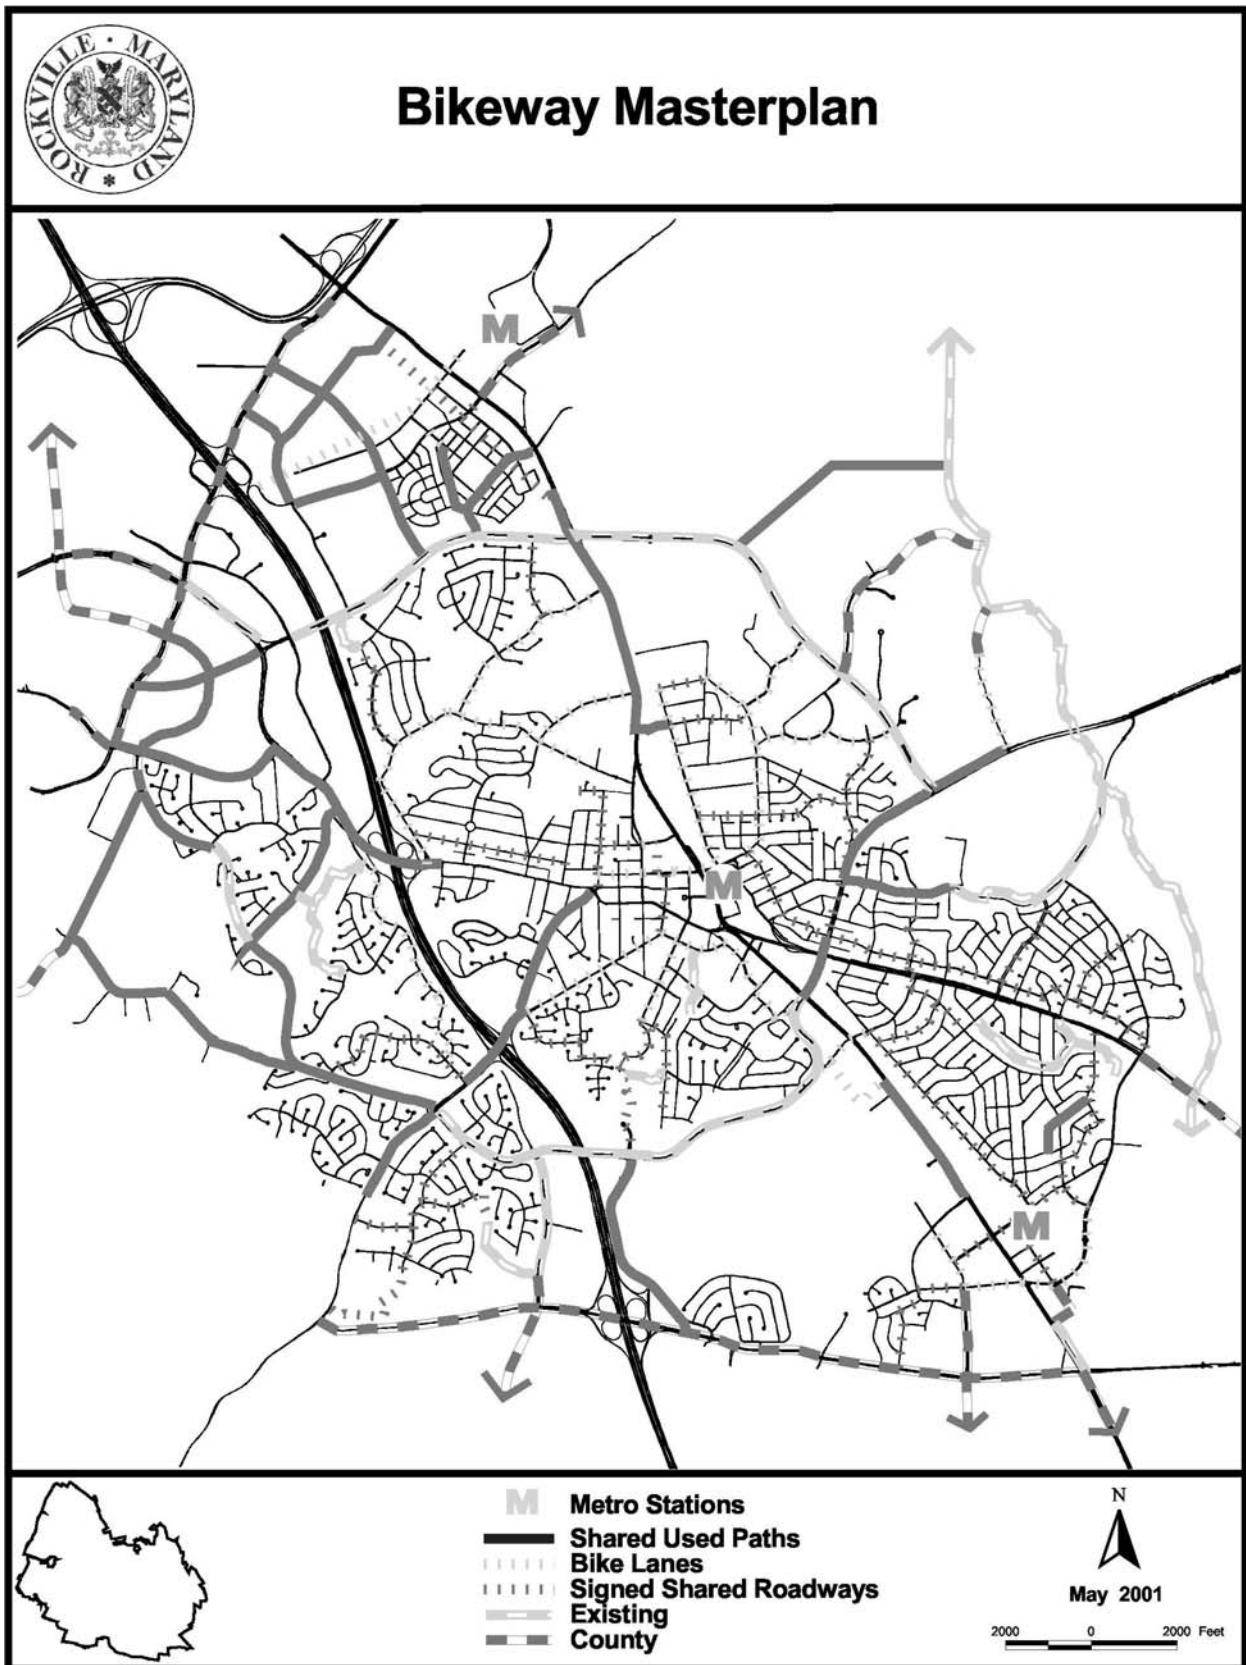 ROCKVILLE · MARYLAND
Bikeway Masterplan
M
M
M
M Metro Stations
Shared Used Paths
Bike Lanes
Signed Shared Roadways
Existing
County
N
May 2001
2000 0 2000 Feet